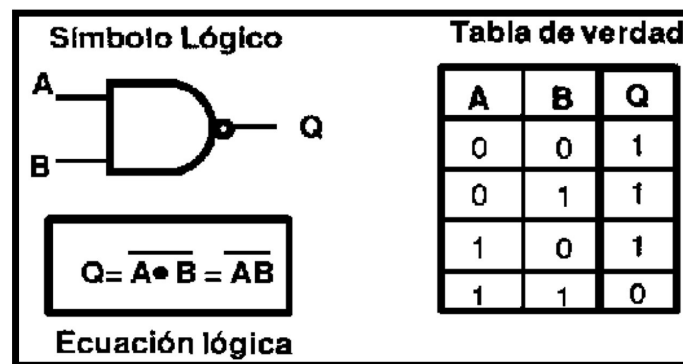 Símbolo Lógico
A
B
Q
Q= A● B = AB
Ecuación lógica
Tabla de verdad
A B Q
0 0 1
0 1 1
1 0 1
1 1 0